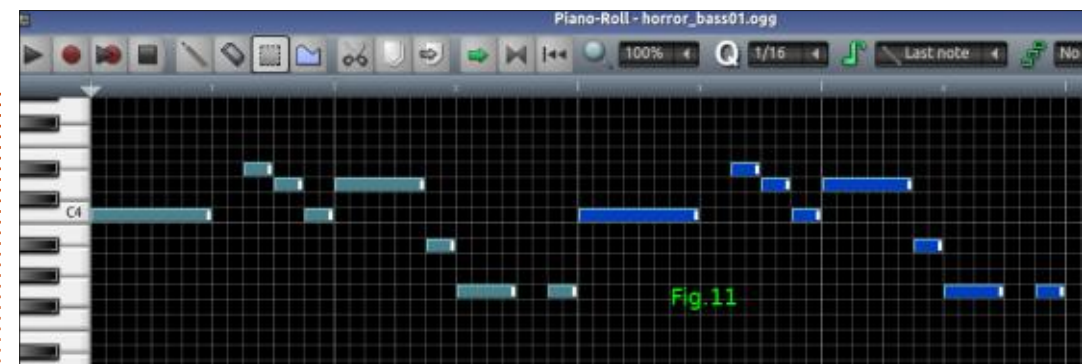 Piano-Roll - horror_bass01.ogg
100% Q 1/16 Last note No
C4
Fig.11